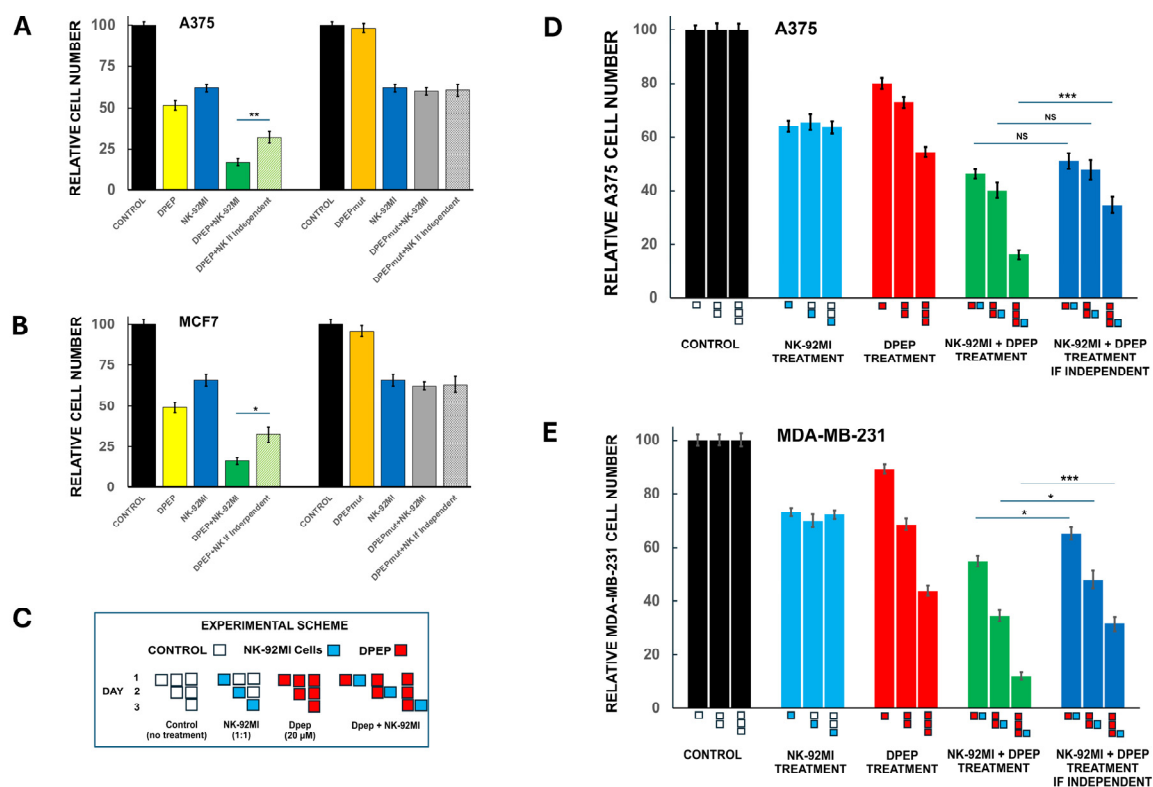 A
A375
RELATIVE CELL NUMBER
100
75
50
25
0
**
CONTROL
DPEP
NK-92MI
DPEP+NK-92MI
DPEP+NK If Independent
CONTROL
DPEPmut
NK-92MI
DPEPmut+NK-92MI
DPEPmut+NK If Independent
B
MCF7
RELATIVE CELL NUMBER
100
75
50
25
0
*
CONTROL
DPEP
NK-92MI
DPEP+NK-92MI
DPEP+NK if Independent
CONTROL
DPEPmut
NK-92MI
DPEPmut+NK-92MI
DPEPmut+NK if Independent
C
EXPERIMENTAL SCHEME
CONTROL NK-92MI Cells DPEP
DAY
1
2
3
Control
(no treatment)
NK-92MI
(1:1)
Dpep
(20 µM)
Dpep + NK-92MI
D
A375
RELATIVE A375 CELL NUMBER
100
80
60
40
20
0
***
NS
NS
CONTROL
NK-92MI
TREATMENT
DPEP
TREATMENT
NK-92MI + DPEP
TREATMENT
NK-92MI + DPEP
TREATMENT
IF INDEPENDENT
E
MDA-MB-231
RELATIVE MDA-MB-231 CELL NUMBER
100
80
60
40
20
0
***
*
*
CONTROL
NK-92MI
TREATMENT
DPEP
TREATMENT
NK-92MI + DPEP
TREATMENT
NK-92MI + DPEP
TREATMENT
IF INDEPENDENT